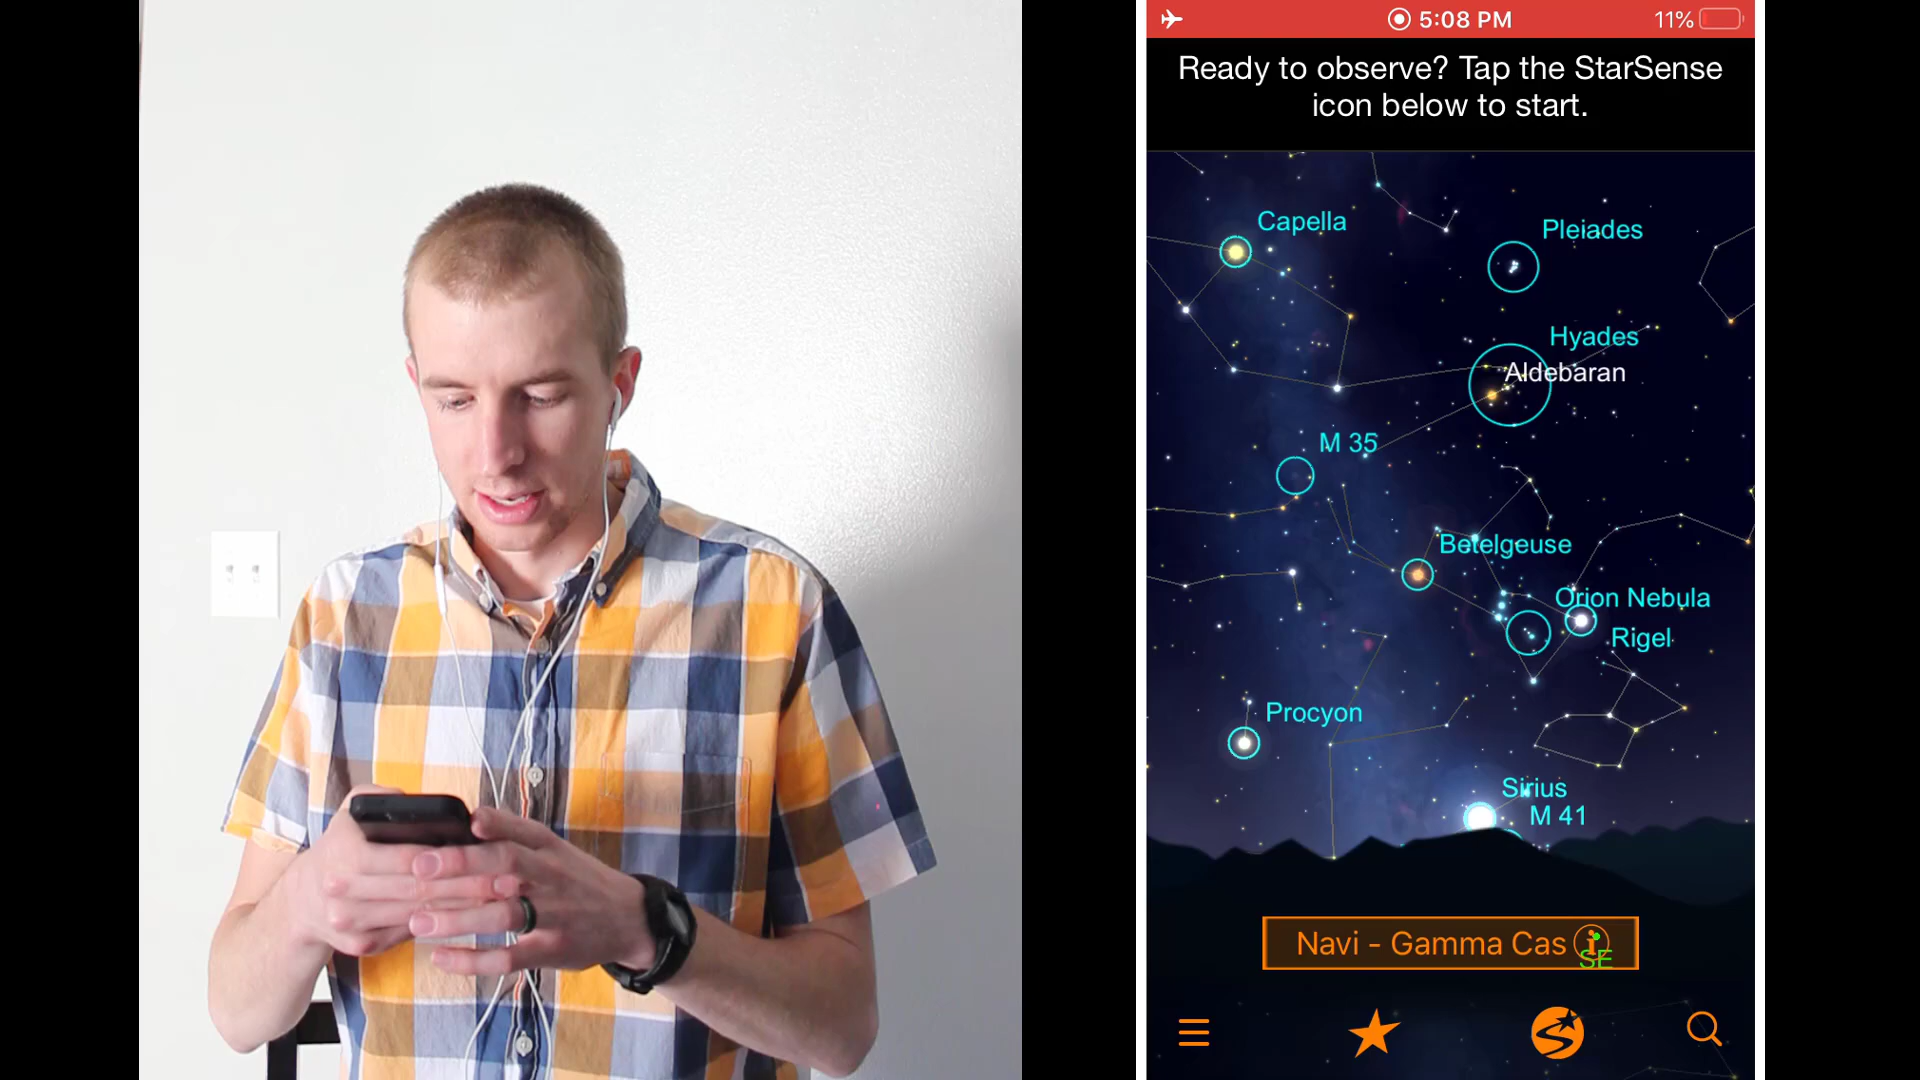 5:08 PM
11%
Ready to observe? Tap the StarSense
icon below to start.
Capella
Pleiades
Hyades
Aldebaran
M 35
Betelgeuse
Orion Nebula
Rigel
Procyon
Sirius
M 41
Navi - Gamma Cas
SE